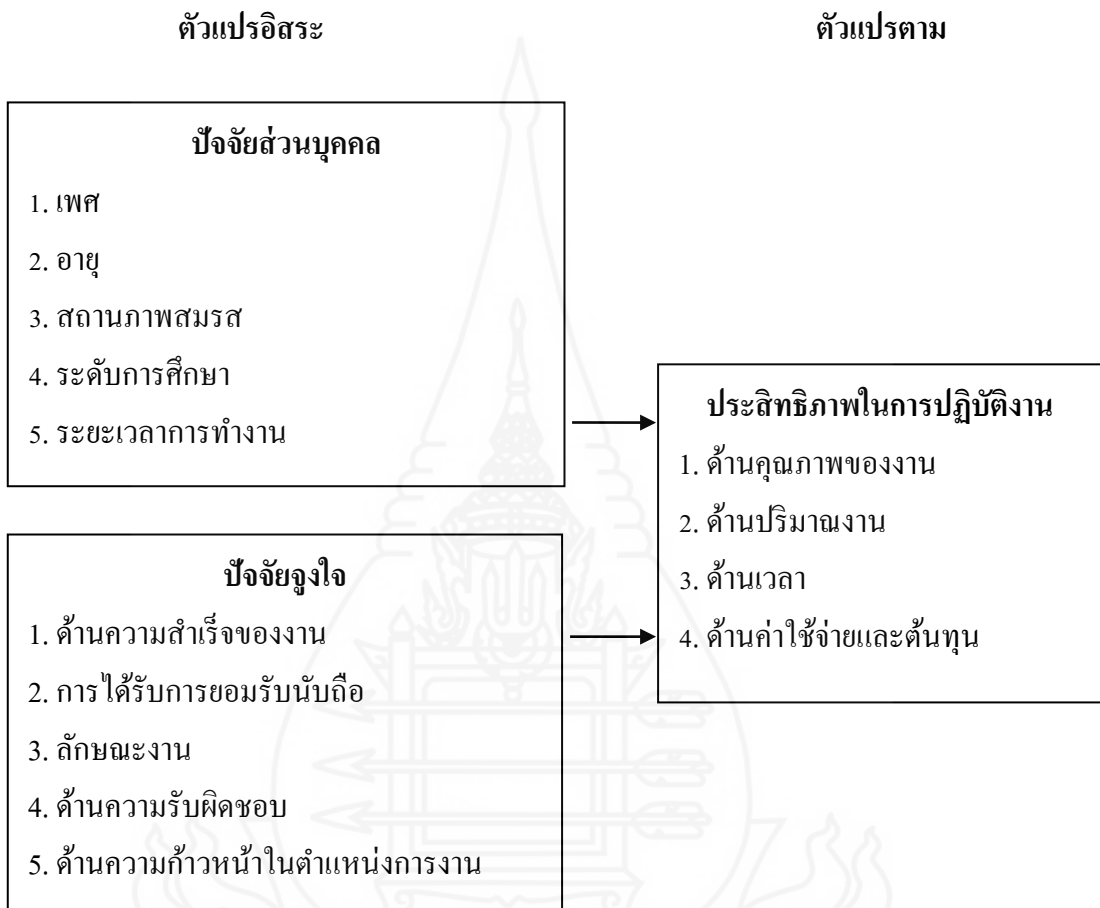 ตัวแปรอิสระ
ตัวแปรตาม
ปัจจัยส่วนบุคคล
1. เพศ
2. อายุ
3. สถานภาพสมรส
4. ระดับการศึกษา
5. ระยะเวลาการทำงาน
ปัจจัยจูงใจ
1. ด้านความสำเร็จของงาน
2. การได้รับการยอมรับนับถือ
3. ลักษณะงาน
4. ด้านความรับผิดชอบ
5. ด้านความก้าวหน้าในตำแหน่งการงาน
ประสิทธิภาพในการปฏิบัติงาน
1. ด้านคุณภาพของงาน
2. ด้านปริมาณงาน
3. ด้านเวลา
4. ด้านค่าใช้จ่ายและต้นทุน